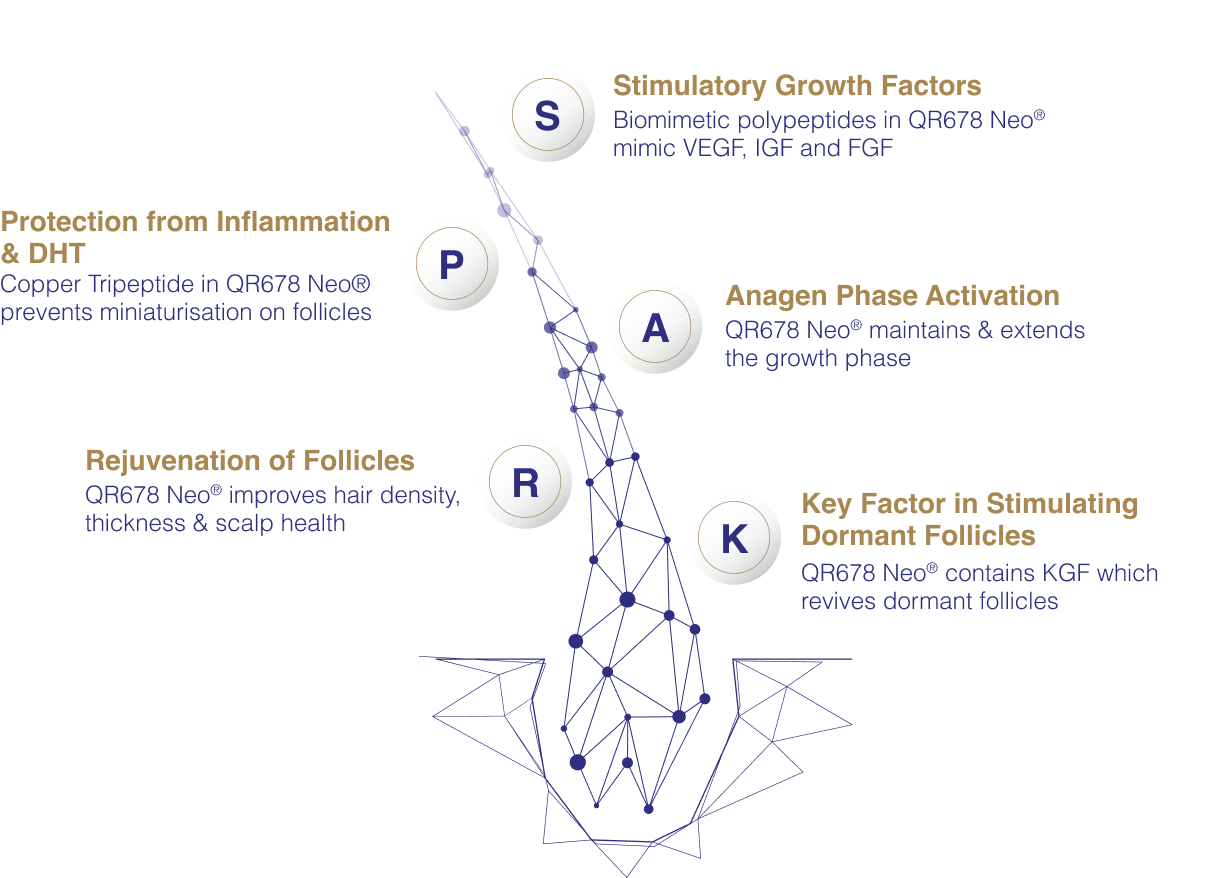 S
Stimulatory Growth Factors
Biomimetic polypeptides in QR678 Neo®
mimic VEGF, IGF and FGF
P
Protection from Inflammation
& DHT
Copper Tripeptide in QR678 Neo®
prevents miniaturisation on follicles
A
Anagen Phase Activation
QR678 Neo® maintains & extends
the growth phase
R
Rejuvenation of Follicles
QR678 Neo® improves hair density,
thickness & scalp health
K
Key Factor in Stimulating
Dormant Follicles
QR678 Neo® contains KGF which
revives dormant follicles